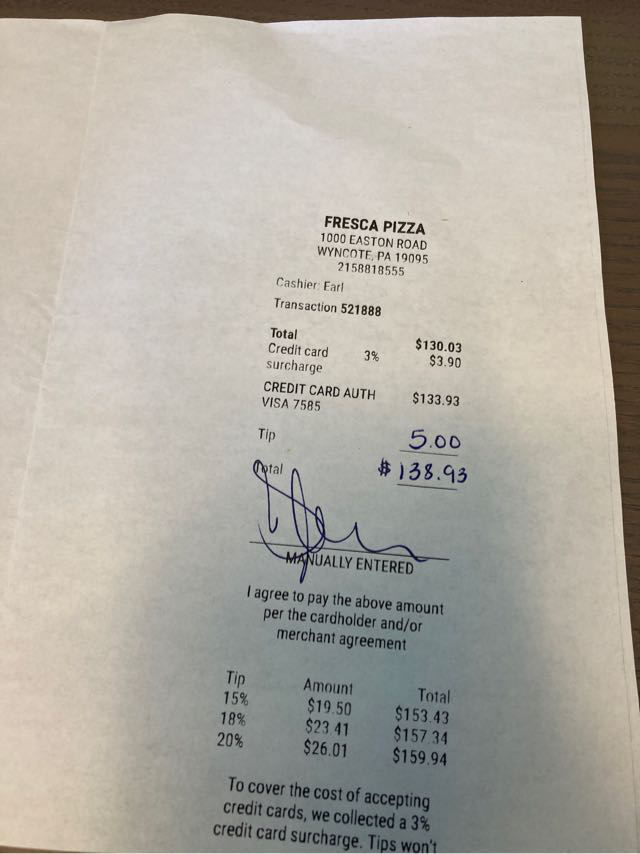 FRESCA PIZZA
1000 EASTON ROAD
WYNCOTE, PA 19095
2158818555
Cashier: Earl
Transaction 521888
Total $130.03
Credit card surcharge 3% $3.90
CREDIT CARD AUTH $133.93
VISA 7585
Tip 5.00
Total $138.93
MANUALLY ENTERED
I agree to pay the above amount
per the cardholder and/or
merchant agreement
Tip Amount Total
15% $19.50 $153.43
18% $23.41 $157.34
20% $26.01 $159.94
To cover the cost of accepting
credit cards, we collected a 3%
credit card surcharge. Tips won't